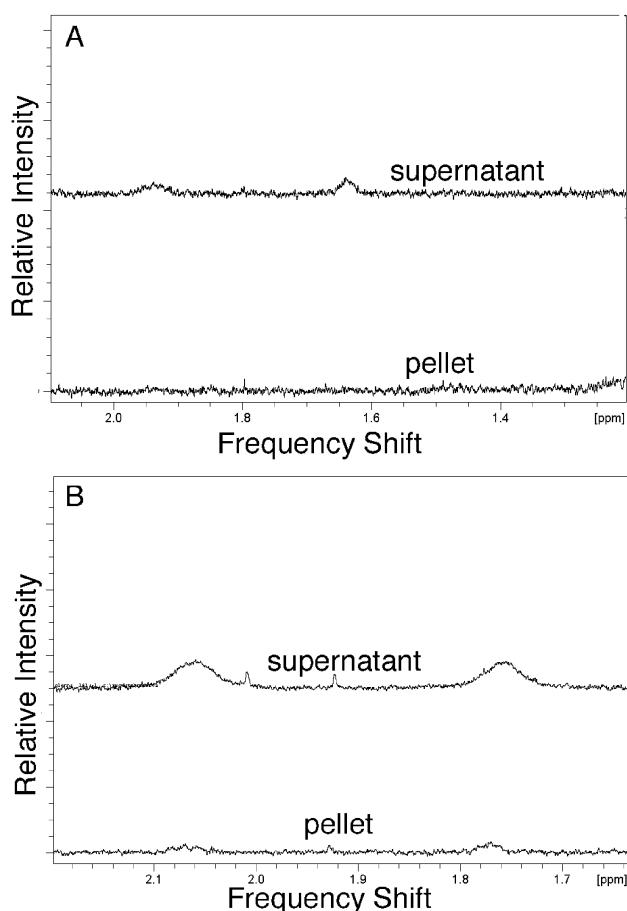 A
Relative Intensity
supernatant
pellet
2.0 1.8 1.6 1.4 [ppm]
Frequency Shift
B
Relative Intensity
supernatant
pellet
2.1 2.0 1.9 1.8 1.7 [ppm]
Frequency Shift